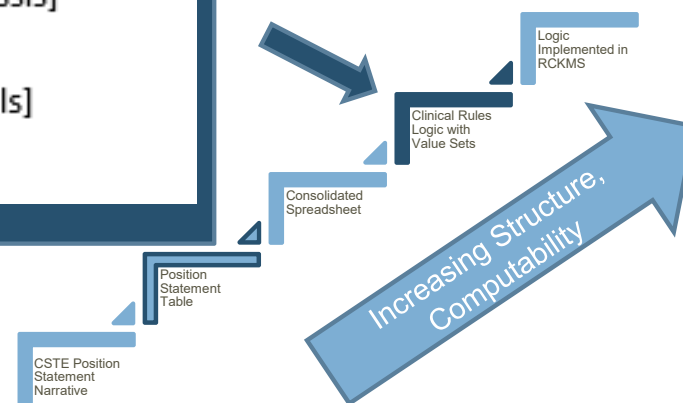 ls]
Logic
Implemented in
RCKMS
Clinical Rules
Logic with
Value Sets
Consolidated
Spreadsheet
Position
Statement
Table
CSTE Position
Statement
Narrative
Increasing Structure,
Computability